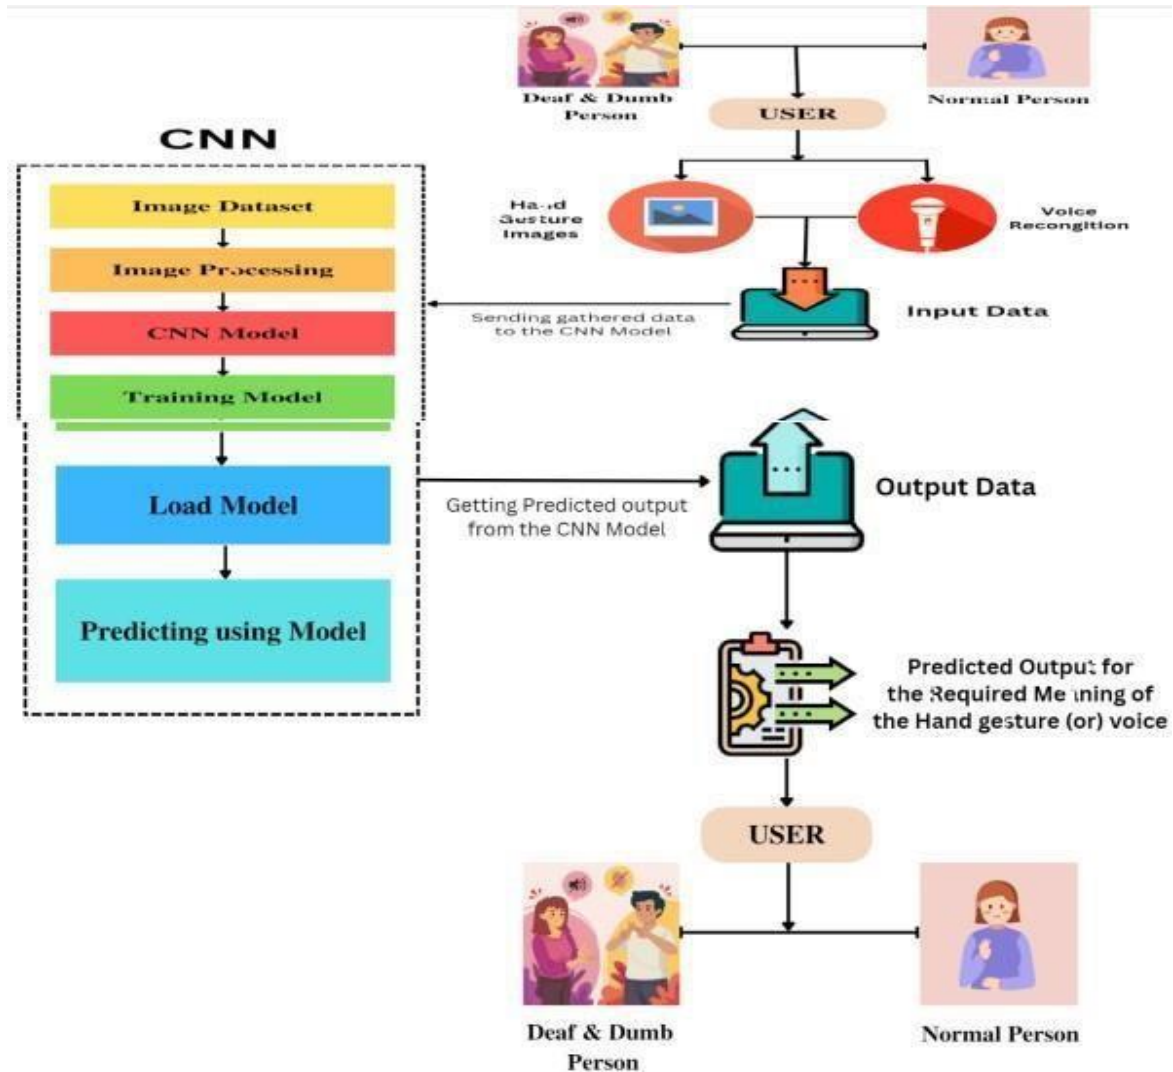 Deaf & Dumb
Person
Normal Person
USER
CNN
Image Dataset
Image Processing
CNN Model
Training Model
Load Model
Predicting using Model
Hand
Gesture
Images
Voice
Recongition
Input Data
Sending gathered data
to the CNN Model
Getting Predicted output
from the CNN Model
Output Data
Predicted Output for
the Required Meaning of
the Hand gesture (or) voice
USER
Deaf & Dumb
Person
Normal Person